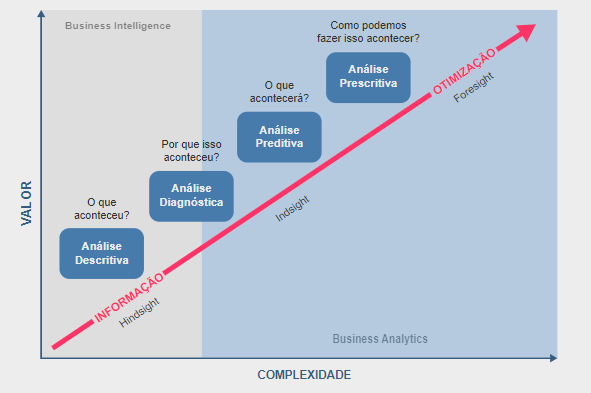 Business Intelligence
Como podemos
fazer isso acontecer?
Análise
Prescritiva
OTIMIZAÇÃO
Foresight
O que
acontecerá?
Análise
Preditiva
Por que isso
aconteceu?
Análise
Diagnóstica
Indsight
O que
aconteceu?
Análise
Descritiva
INFORMAÇÃO
Hindsight
VALOR
Business Analytics
COMPLEXIDADE